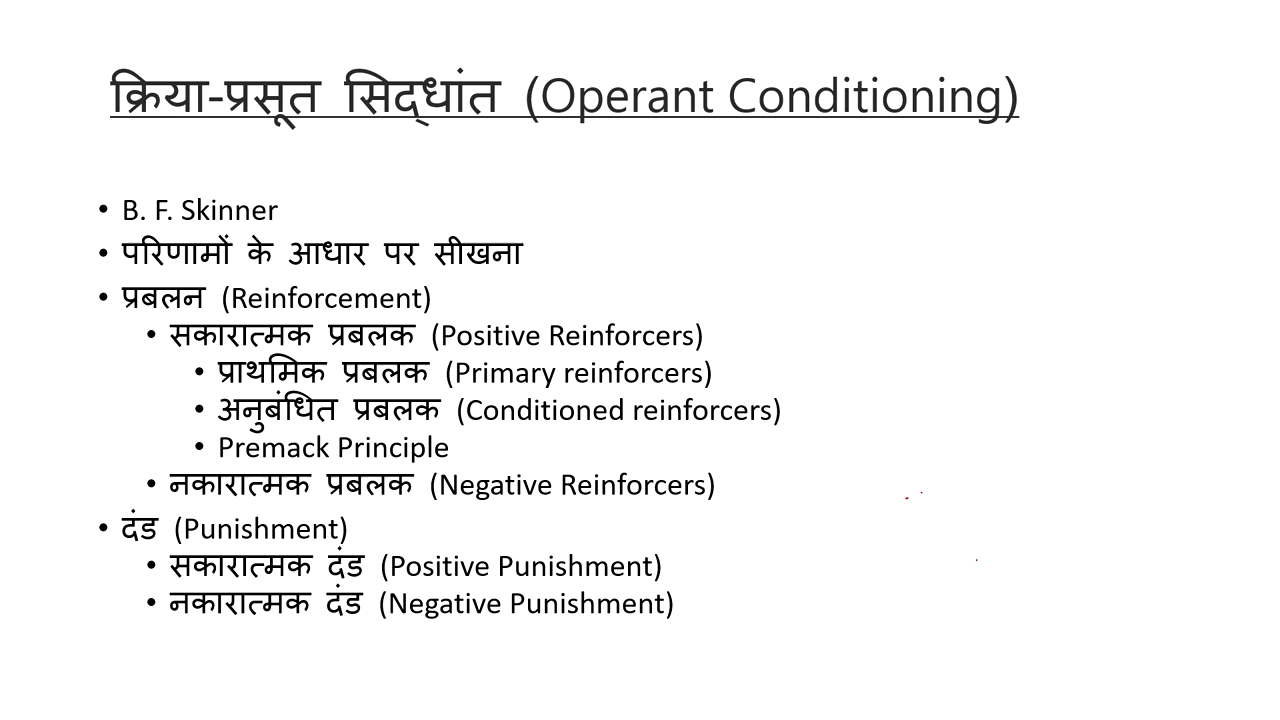 क्रिया-प्रसूत सिद्धांत (Operant Conditioning)
• B. F. Skinner
• परिणामों के आधार पर सीखना
• प्रबलन (Reinforcement)
• सकारात्मक प्रबलक (Positive Reinforcers)
• प्राथमिक प्रबलक (Primary reinforcers)
• अनुबंधित प्रबलक (Conditioned reinforcers)
• Premack Principle
• नकारात्मक प्रबलक (Negative Reinforcers)
• दंड (Punishment)
• सकारात्मक दंड (Positive Punishment)
• नकारात्मक दंड (Negative Punishment)